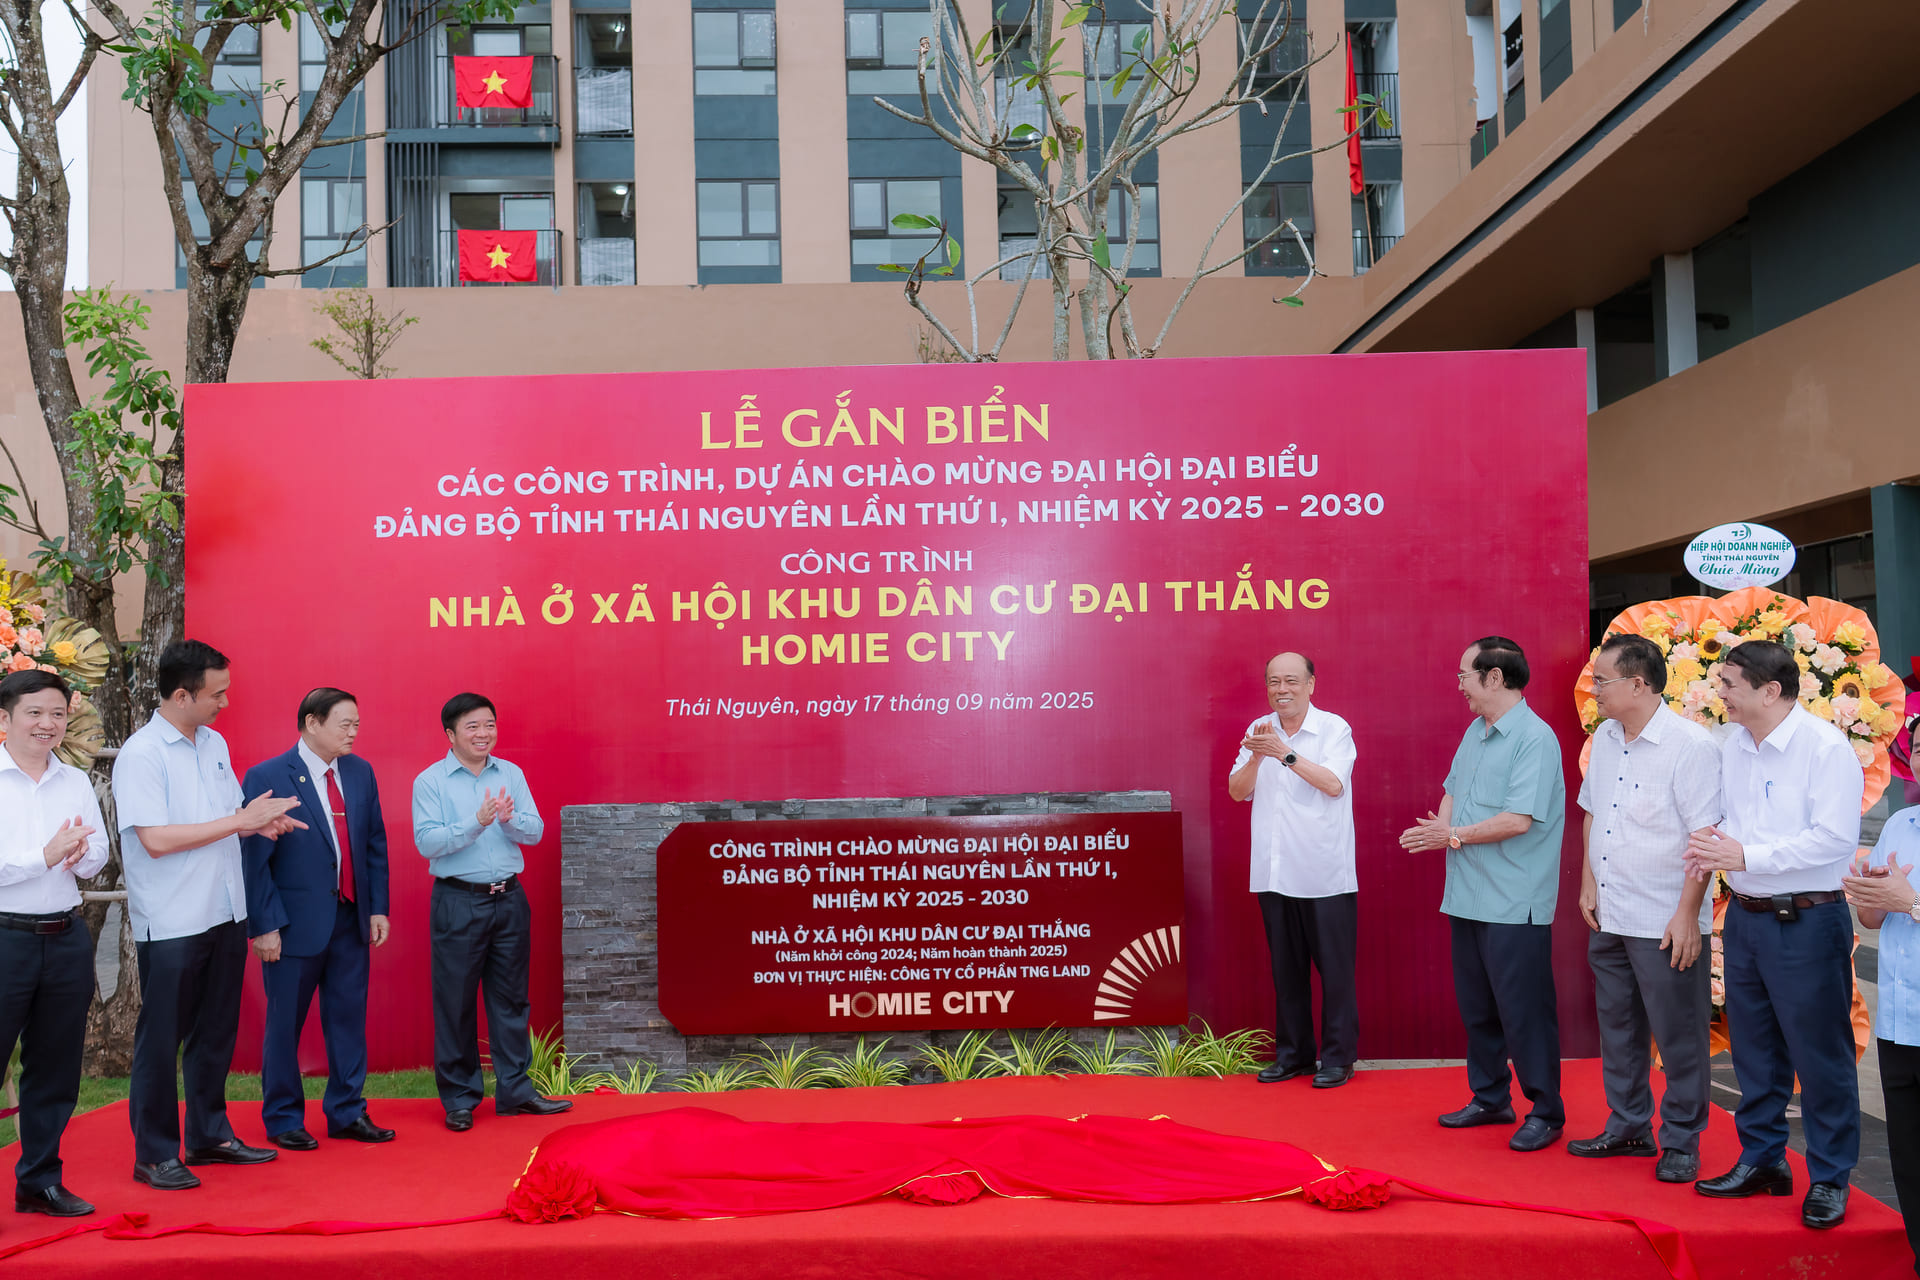 LỄ GẮN BIỂN
CÁC CÔNG TRÌNH, DỰ ÁN CHÀO MỪNG ĐẠI HỘI ĐẠI BIỂU
ĐẢNG BỘ TỈNH THÁI NGUYÊN LẦN THỨ I, NHIỆM KỲ 2025 - 2030
CÔNG TRÌNH
NHÀ Ở XÃ HỘI KHU DÂN CƯ ĐẠI THẮNG
HOMIE CITY
Thái Nguyên, ngày 17 tháng 09 năm 2025
CÔNG TRÌNH CHÀO MỪNG ĐẠI HỘI ĐẠI BIỂU
ĐẢNG BỘ TỈNH THÁI NGUYÊN LẦN THỨ I,
NHIỆM KỲ 2025 - 2030
NHÀ Ở XÃ HỘI KHU DÂN CƯ ĐẠI THẮNG
(Năm khởi công 2024; Năm hoàn thành 2025)
ĐƠN VỊ THỰC HIỆN: CÔNG TY CỔ PHẦN TNG LAND
HOMIE CITY
HIỆP HỘI DOANH NGHIỆP
TỈNH THÁI NGUYÊN
Chúc Mừng